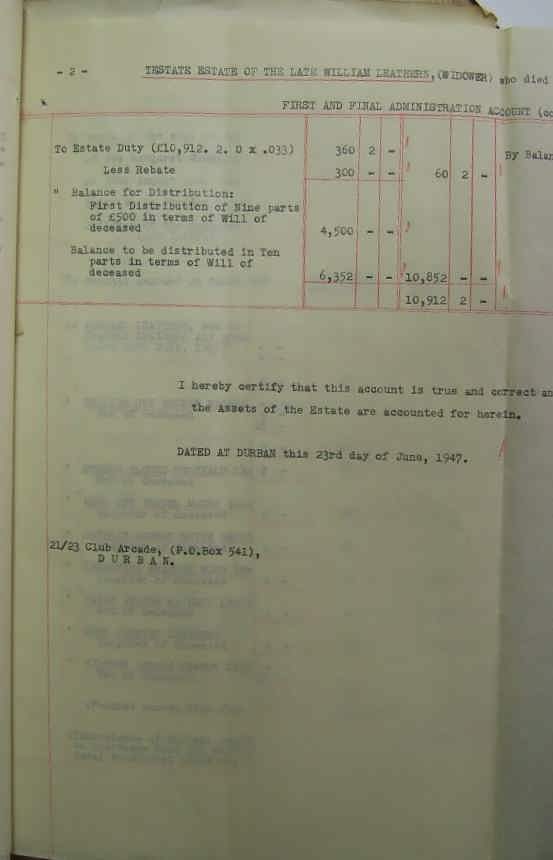 - 2 - TESTATE ESTATE OF THE LATE WILLIAM LEATHERN, (WIDOWER) who died
FIRST AND FINAL ADMINISTRATION ACCOUNT (co
To Estate Duty (£10,912. 2. 0 x .033) 360 2 - By Balan
Less Rebate 300 - - 60 2 -
" Balance for Distribution:
First Distribution of Nine parts
of £500 in terms of Will of
deceased 4,500 - -
Balance to be distributed in Ten
parts in terms of Will of
deceased 6,352 - - 10,852 - -
10,912 2 -
I hereby certify that this account is true and correct an
the Assets of the Estate are accounted for herein.
DATED AT DURBAN this 23rd day of June, 1947.
21/23 Club Arcade, (P.O.Box 541),
D U R B A N.